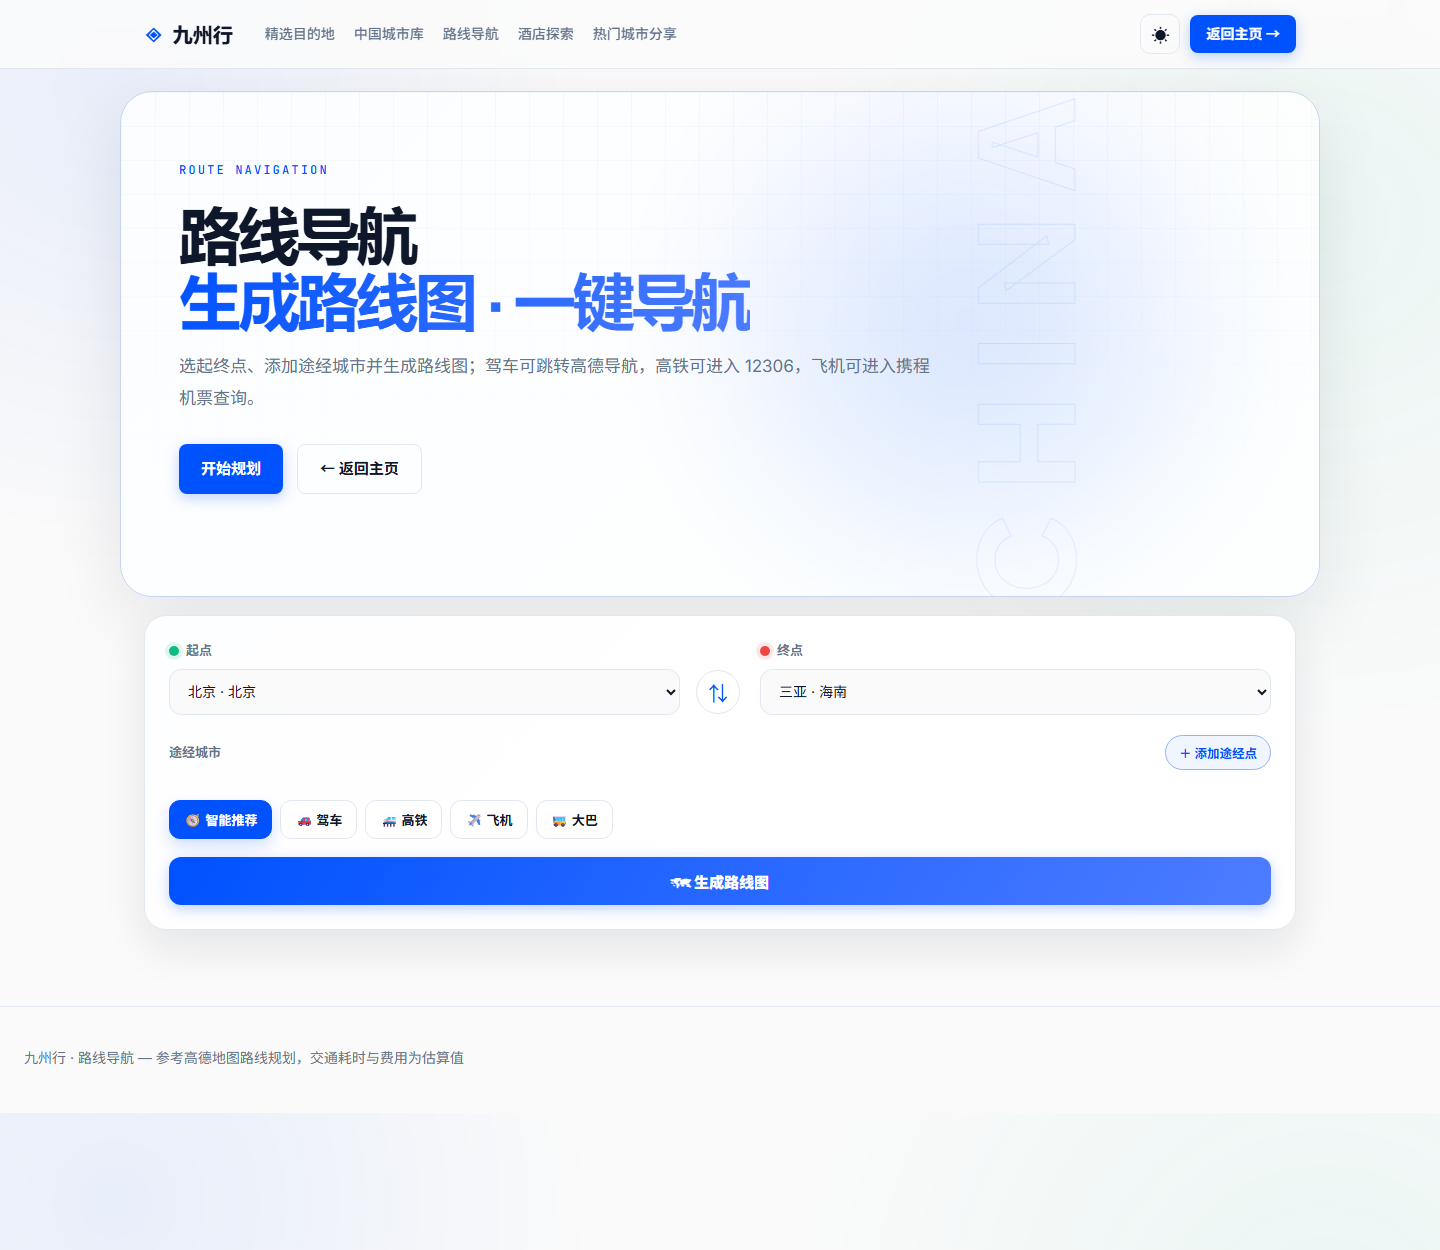 九州行
精选目的地 中国城市库 路线导航 酒店探索 热门城市分享
返回主页 →
ROUTE NAVIGATION
路线导航
生成路线图 · 一键导航
选起终点、添加途经城市并生成路线图；驾车可跳转高德导航，高铁可进入 12306，飞机可进入携程
机票查询。
开始规划
← 返回主页
CHINA
起点
终点
北京 · 北京
三亚 · 海南
途经城市
+ 添加途经点
智能推荐
驾车
高铁
飞机
大巴
生成路线图
九州行 · 路线导航 — 参考高德地图路线规划，交通耗时与费用为估算值